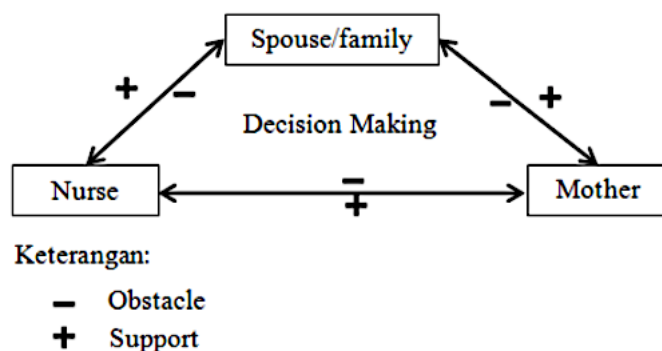 Spouse/family
+ − − +
Decision Making
Nurse
−
+
Mother
Keterangan:
− Obstacle
+ Support